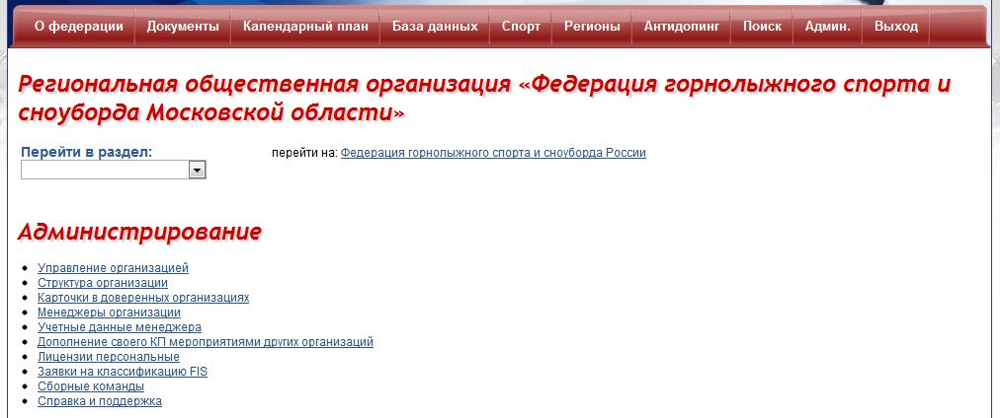 О федерации Документы Календарный план База данных Спорт Регионы Антидопинг Поиск Админ. Выход
Региональная общественная организация «Федерация горнолыжного спорта и
сноуборда Московской области»
Перейти в раздел:
перейти на: Федерация горнолыжного спорта и сноуборда России
Администрирование
Управление организацией
Структура организации
Карточки в доверенных организациях
Менеджеры организации
Учетные данные менеджера
Дополнение своего КП мероприятиями других организаций
Лицензии персональные
Заявки на классификацию FIS
Сборные команды
Справка и поддержка